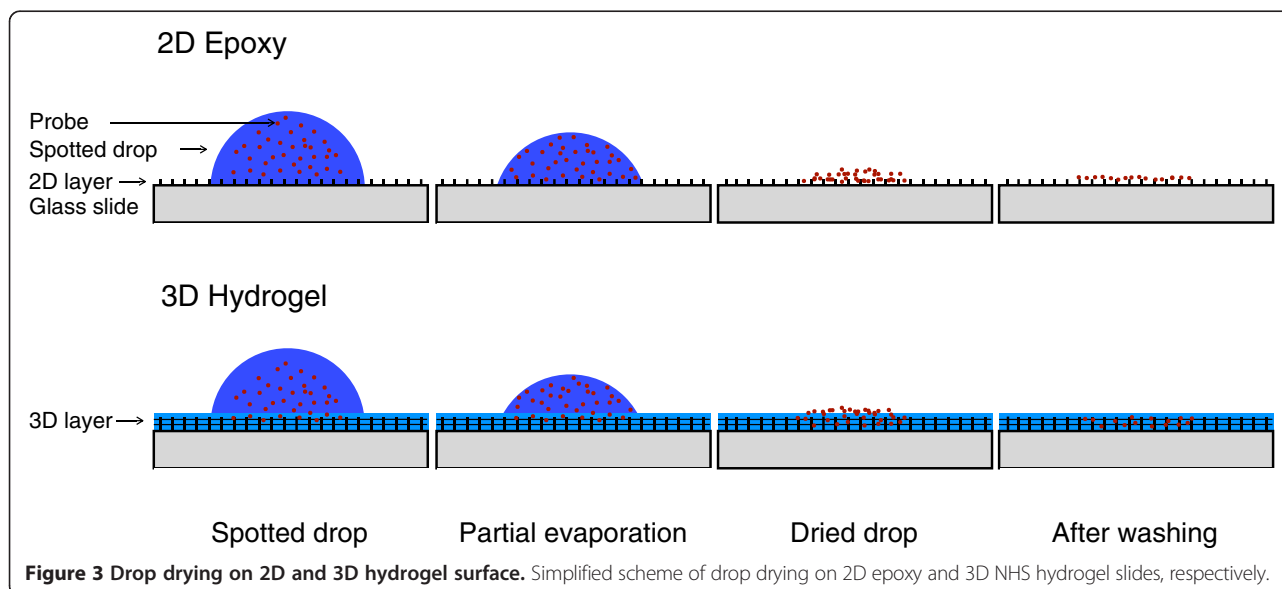 2D Epoxy
Probe
Spotted drop
2D layer
Glass slide
3D Hydrogel
3D layer
Spotted drop Partial evaporation Dried drop After washing
Figure 3 Drop drying on 2D and 3D hydrogel surface. Simplified scheme of drop drying on 2D epoxy and 3D NHS hydrogel slides, respectively.